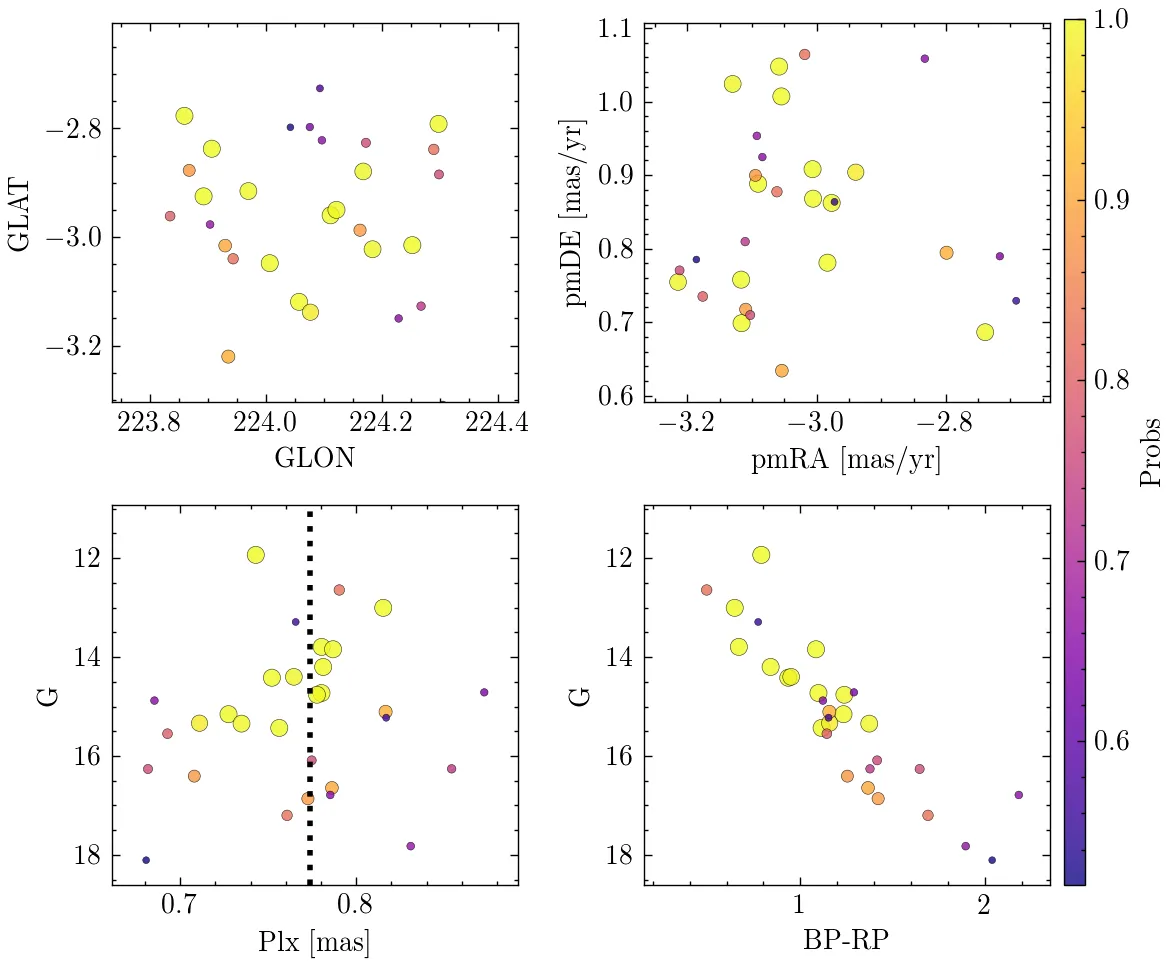 −2.8
−3.0
−3.2
GLAT
223.8 224.0 224.2 224.4
GLON
1.1
1.0
0.9
0.8
0.7
0.6
pmDE [mas/yr]
−3.2 −3.0 −2.8
pmRA [mas/yr]
12
14
16
18
G
0.7 0.8
Plx [mas]
12
14
16
18
G
1 2
BP-RP
1.0
0.9
0.8
0.7
0.6
Probs